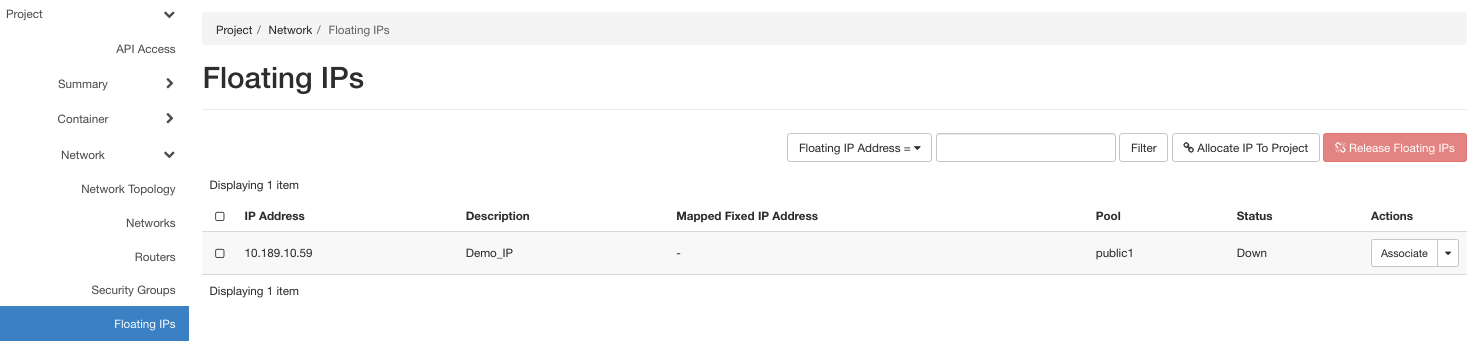 Project
API Access
Summary
Container
Network
Network Topology
Networks
Routers
Security Groups
Floating IPs
Project / Network / Floating IPs
Floating IPs
Floating IP Address = Filter Allocate IP To Project Release Floating IPs
Displaying 1 item
IP Address Description Mapped Fixed IP Address Pool Status Actions
10.189.10.59 Demo_IP - public1 Down Associate
Displaying 1 item